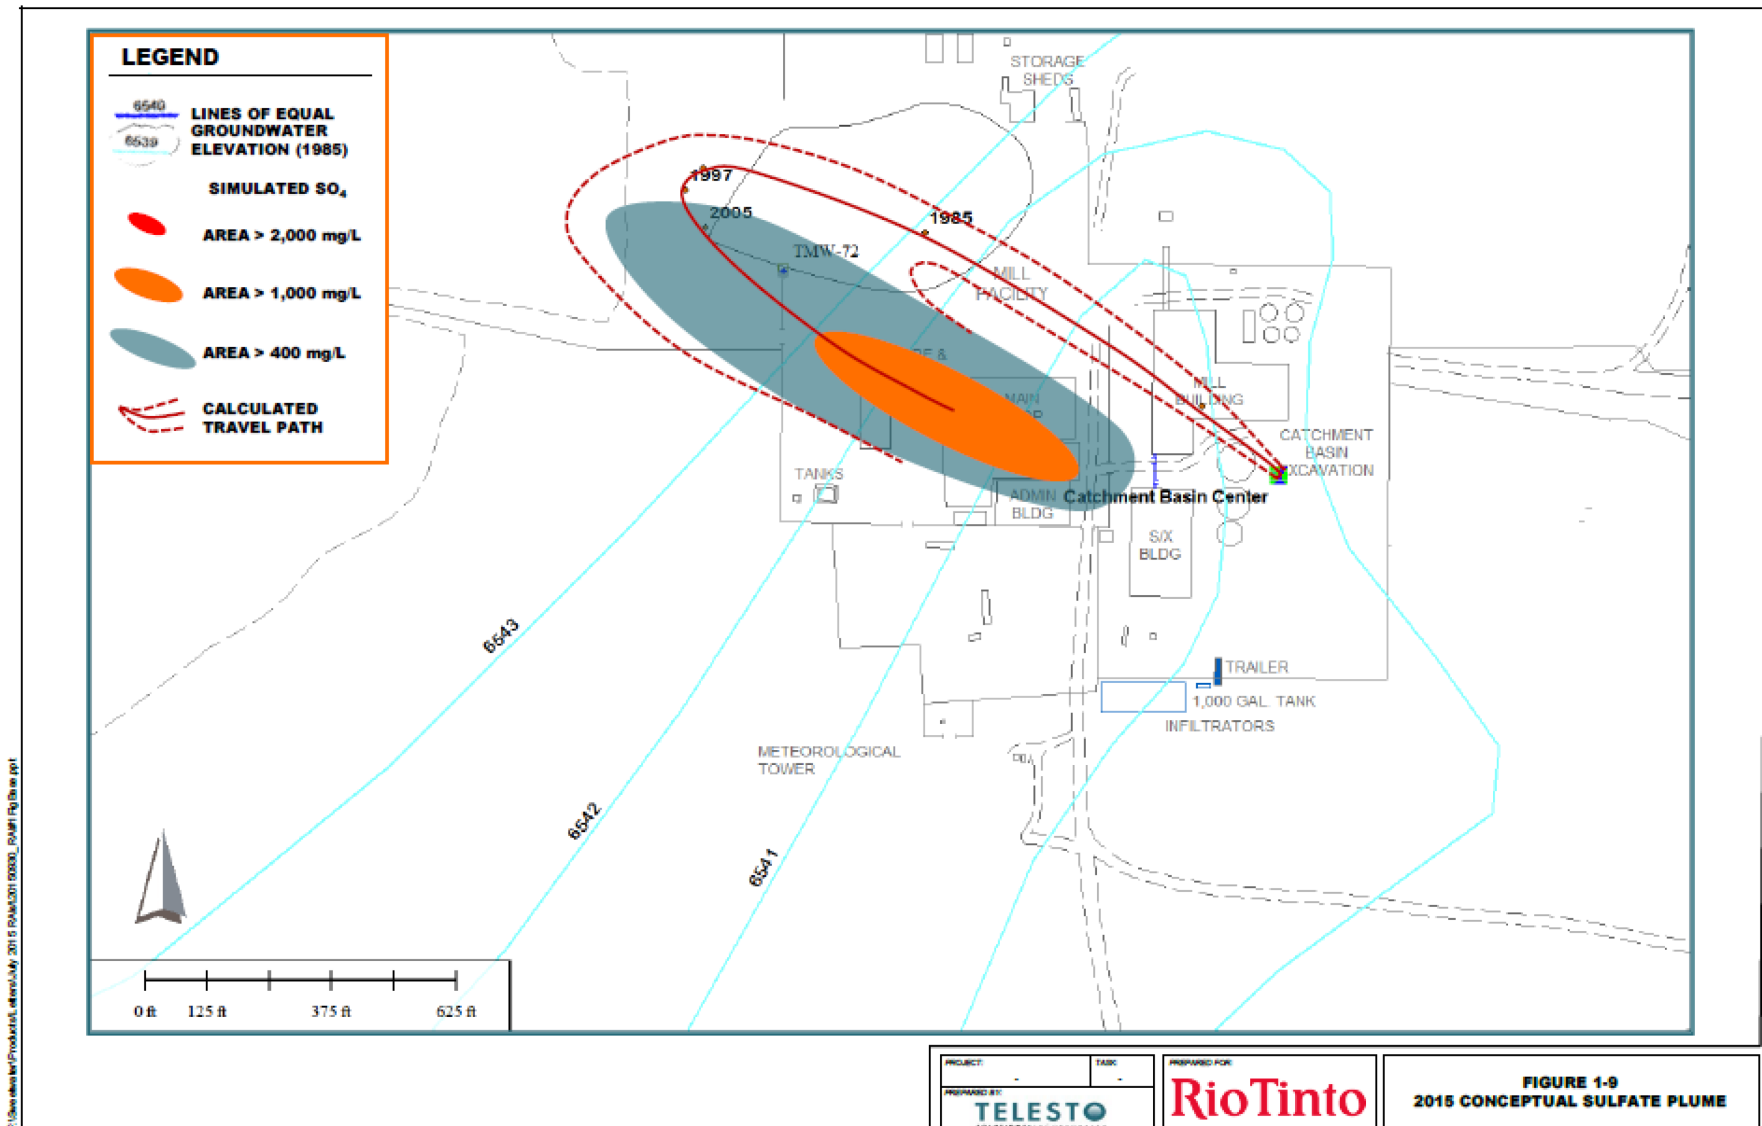 LEGEND
6540
LINES OF EQUAL
GROUNDWATER
ELEVATION (1985)
6539
SIMULATED SO₄
AREA > 2,000 mg/L
AREA > 1,000 mg/L
AREA > 400 mg/L
CALCULATED
TRAVEL PATH
STORAGE
SHEDS
1997
2005
1985
TMW-72
MILL
FACILITY
&
MAIN
MILL
BUILDING
CATCHMENT
BASIN
EXCAVATION
TANKS
ADMIN
BLDG
Catchment Basin Center
S/X
BLDG
6543
TRAILER
1,000 GAL. TANK
INFILTRATORS
METEOROLOGICAL
TOWER
6542
6541
0 ft 125 ft 375 ft 625 ft
PROJECT:
-
TASK:
-
PREPARED BY:
TELESTO
PREPARED FOR:
RioTinto
FIGURE 1-9
2015 CONCEPTUAL SULFATE PLUME